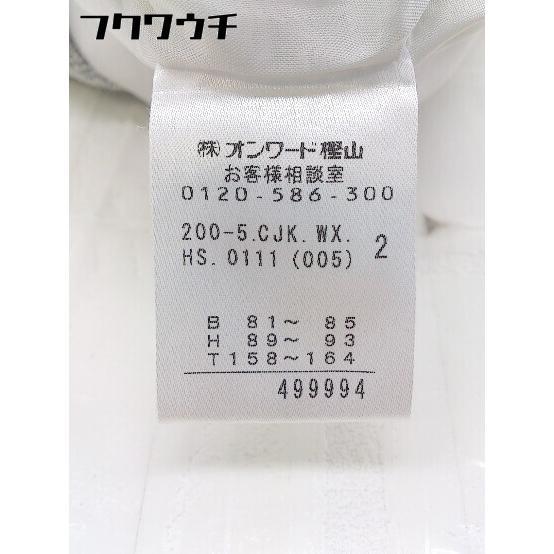 フクワウチ
㈱オンワード樫山
お客様相談室
0120-586-300
200-5.CJK.WX.
HS.0111(005) 2
B 81～ 85
H 89～ 93
T158～164
499994